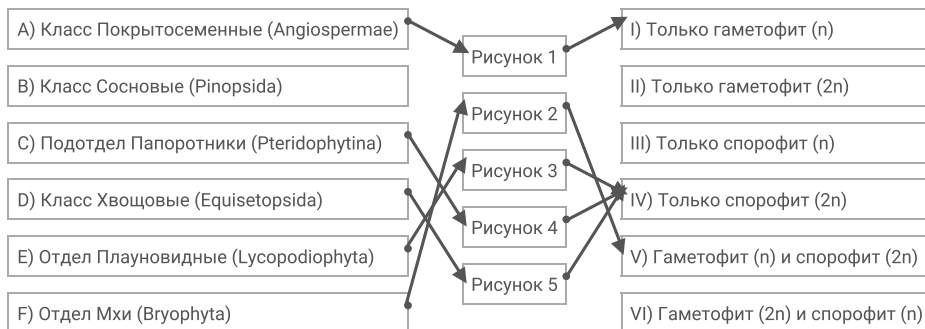 A) Класс Покрытосеменные (Angiospermae)
B) Класс Сосновые (Pinopsida)
C) Подотдел Папоротники (Pteridophytina)
D) Класс Хвощовые (Equisetopsida)
E) Отдел Плауновидные (Lycopodiophyta)
F) Отдел Мхи (Bryophyta)
Рисунок 1
Рисунок 2
Рисунок 3
Рисунок 4
Рисунок 5
I) Только гаметофит (n)
II) Только гаметофит (2n)
III) Только спорофит (n)
IV) Только спорофит (2n)
V) Гаметофит (n) и спорофит (2n)
VI) Гаметофит (2n) и спорофит (n)